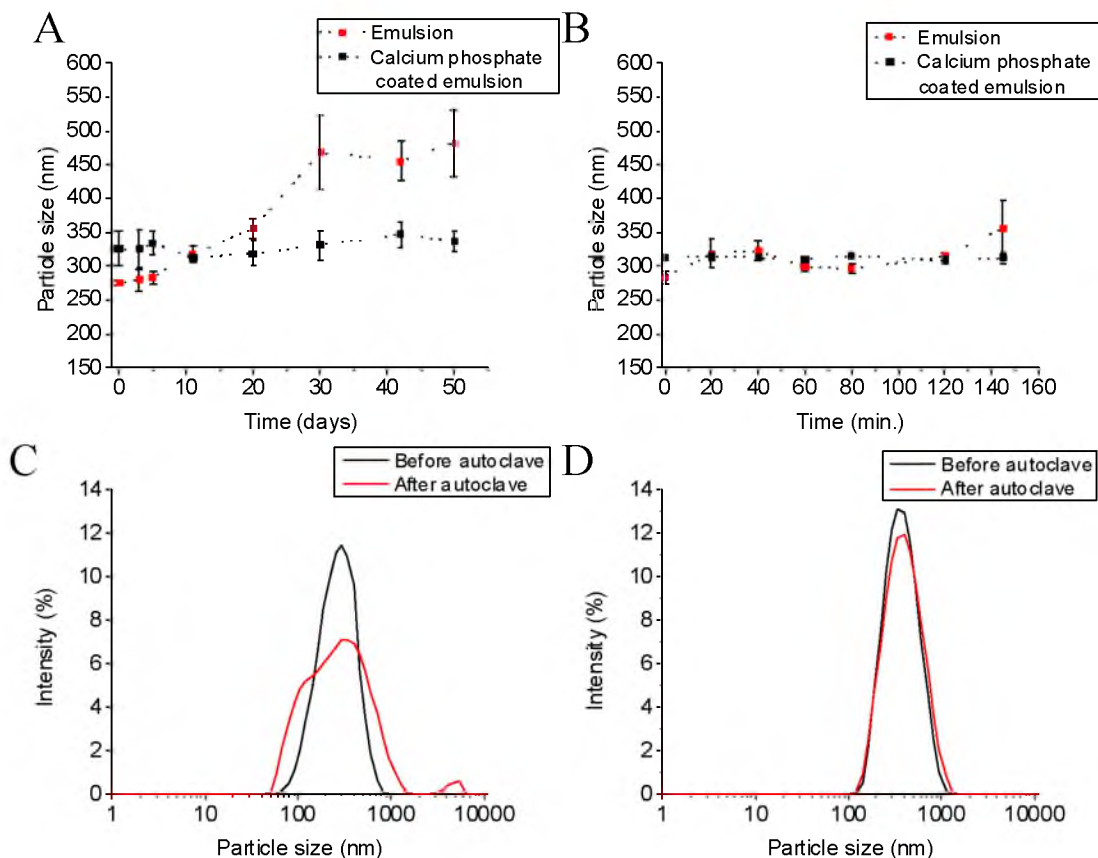 A
Emulsion
Calcium phosphate
coated emulsion
600
550
500
450
400
350
300
250
200
150
Particle size (nm)
0
10
20
30
40
50
Time (days)
B
Emulsion
Calcium phosphate
coated emulsion
600
550
500
450
400
350
300
250
200
150
Particle size (nm)
0
20
40
60
80
100
120
140
160
Time (min.)
C
Before autoclave
After autoclave
14
12
10
8
6
4
2
0
Intensity (%)
1
10
100
1000
10000
Particle size (nm)
D
Before autoclave
After autoclave
14
12
10
8
6
4
2
0
Intensity (%)
1
10
100
1000
10000
Particle size (nm)